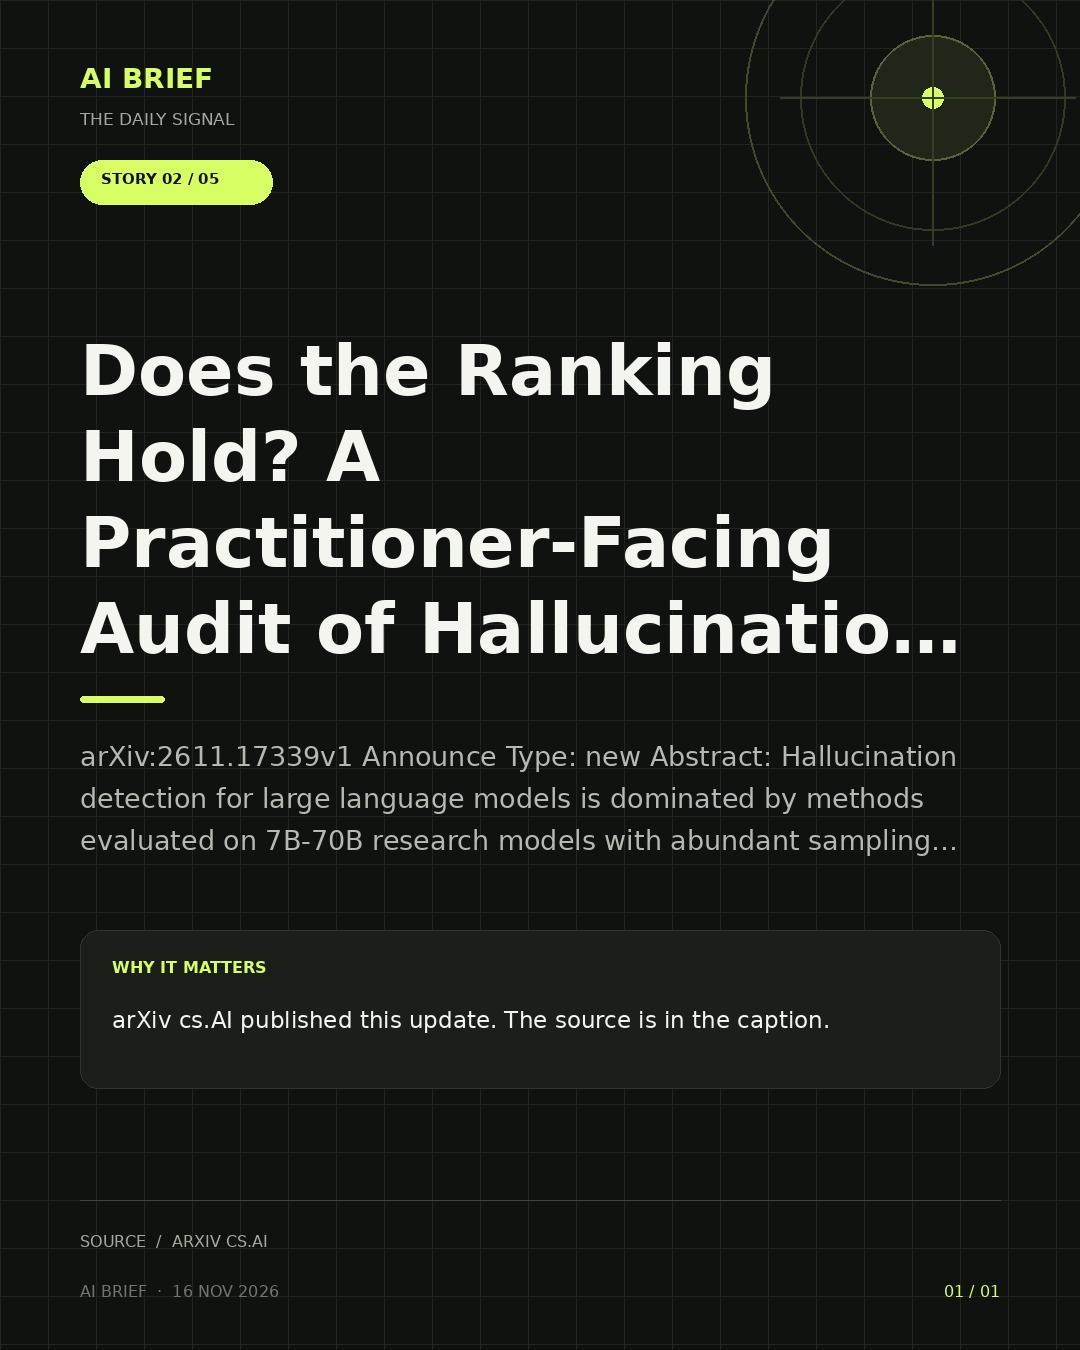 AI BRIEF
THE DAILY SIGNAL
STORY 02 / 05
Does the Ranking
Hold? A
Practitioner-Facing
Audit of Hallucinatio…
arXiv:2611.17339v1 Announce Type: new Abstract: Hallucination
detection for large language models is dominated by methods
evaluated on 7B-70B research models with abundant sampling…
WHY IT MATTERS
arXiv cs.AI published this update. The source is in the caption.
SOURCE / ARXIV CS.AI
AI BRIEF · 16 NOV 2026
01 / 01